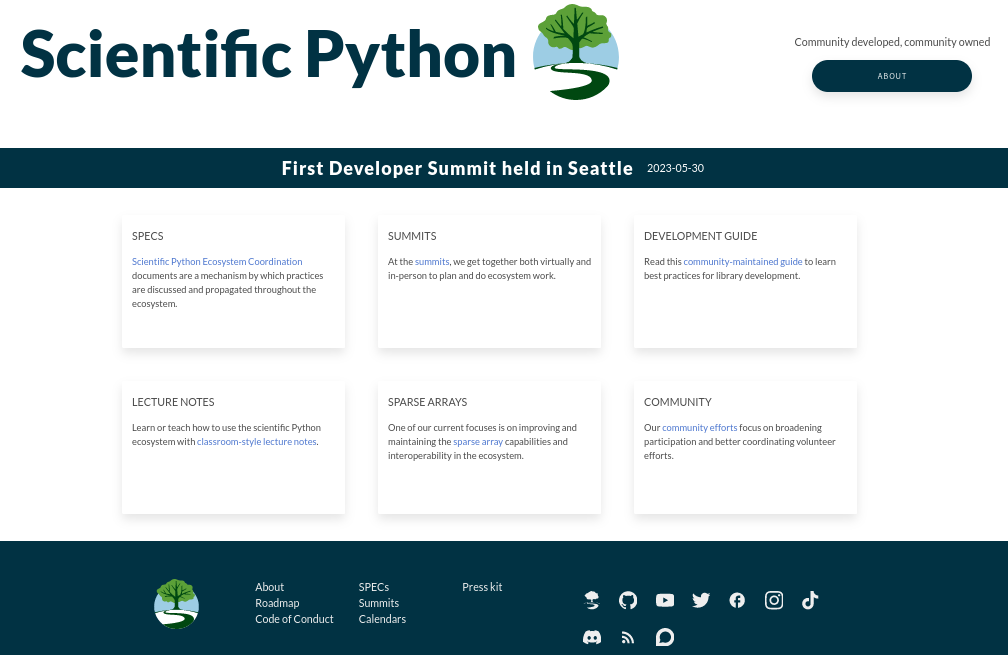 Scientific Python
Community developed, community owned
ABOUT
First Developer Summit held in Seattle 2023-05-30
SPECS
Scientific Python Ecosystem Coordination
documents are a mechanism by which practices
are discussed and propagated throughout the
ecosystem.
SUMMITS
At the summits, we get together both virtually and
in-person to plan and do ecosystem work.
DEVELOPMENT GUIDE
Read this community-maintained guide to learn
best practices for library development.
LECTURE NOTES
Learn or teach how to use the scientific Python
ecosystem with classroom-style lecture notes.
SPARSE ARRAYS
One of our current focuses is on improving and
maintaining the sparse array capabilities and
interoperability in the ecosystem.
COMMUNITY
Our community efforts focus on broadening
participation and better coordinating volunteer
efforts.
About
Roadmap
Code of Conduct
SPECs
Summits
Calendars
Press kit